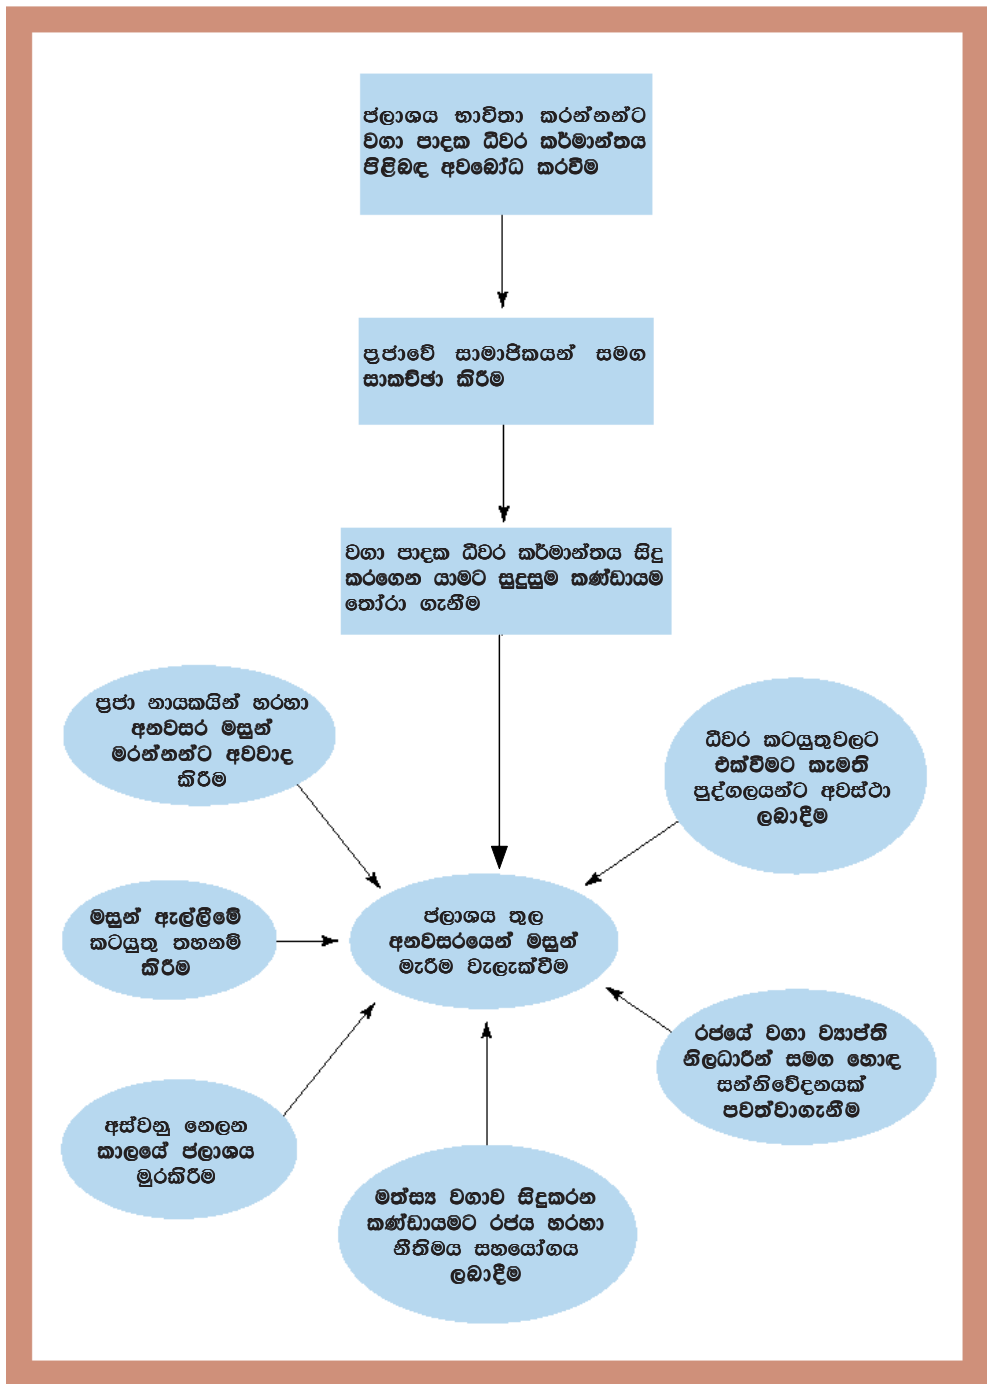 ජලාශය භාවිතා කරන්නන්ට
වගා පාදක ධීවර කර්මාන්තය
පිළිබඳ අවබෝධ කරවීම
ප්‍රජාවේ සාමාජිකයන් සමග
සාකච්ඡා කිරීම
වගා පාදක ධීවර කර්මාන්තය සිදු
කරගෙන යාමට සුදුසුම කණ්ඩායම
තෝරා ගැනීම
ප්‍රජා නායකයින් හරහා
අනවසර මසුන්
මරන්නන්ට අවවාද
කිරීම
ධීවර කටයුතුවලට
එක්වීමට කැමති
පුද්ගලයන්ට අවස්ථා
ලබාදීම
මසුන් ඇල්ලීමේ
කටයුතු තහනම්
කිරීම
ජලාශය තුල
අනවසරයෙන් මසුන්
මැරීම වැලැක්වීම
රජයේ වගා ව්‍යාප්ති
නිලධාරීන් සමග හොඳ
සන්නිවේදනයක්
පවත්වාගැනීම
අස්වනු නෙලන
කාලයේ ජලාශය
මුරකිරීම
මත්ස්‍ය වගාව සිදුකරන
කණ්ඩායමට රජය හරහා
නීතිමය සහයෝගය
ලබාදීම